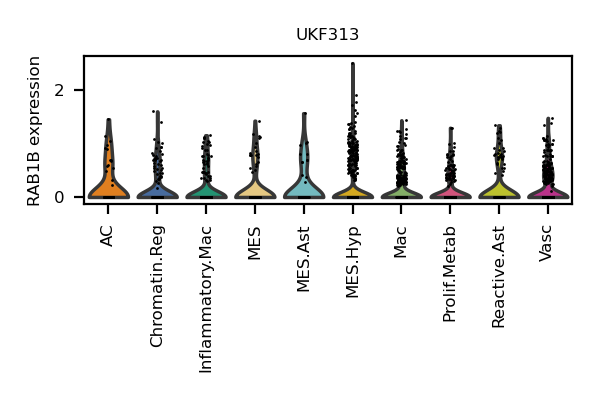 UKF313
RAB1B expression
2
0
AC
Chromatin.Reg
Inflammatory.Mac
MES
MES.Ast
MES.Hyp
Mac
Prolif.Metab
Reactive.Ast
Vasc